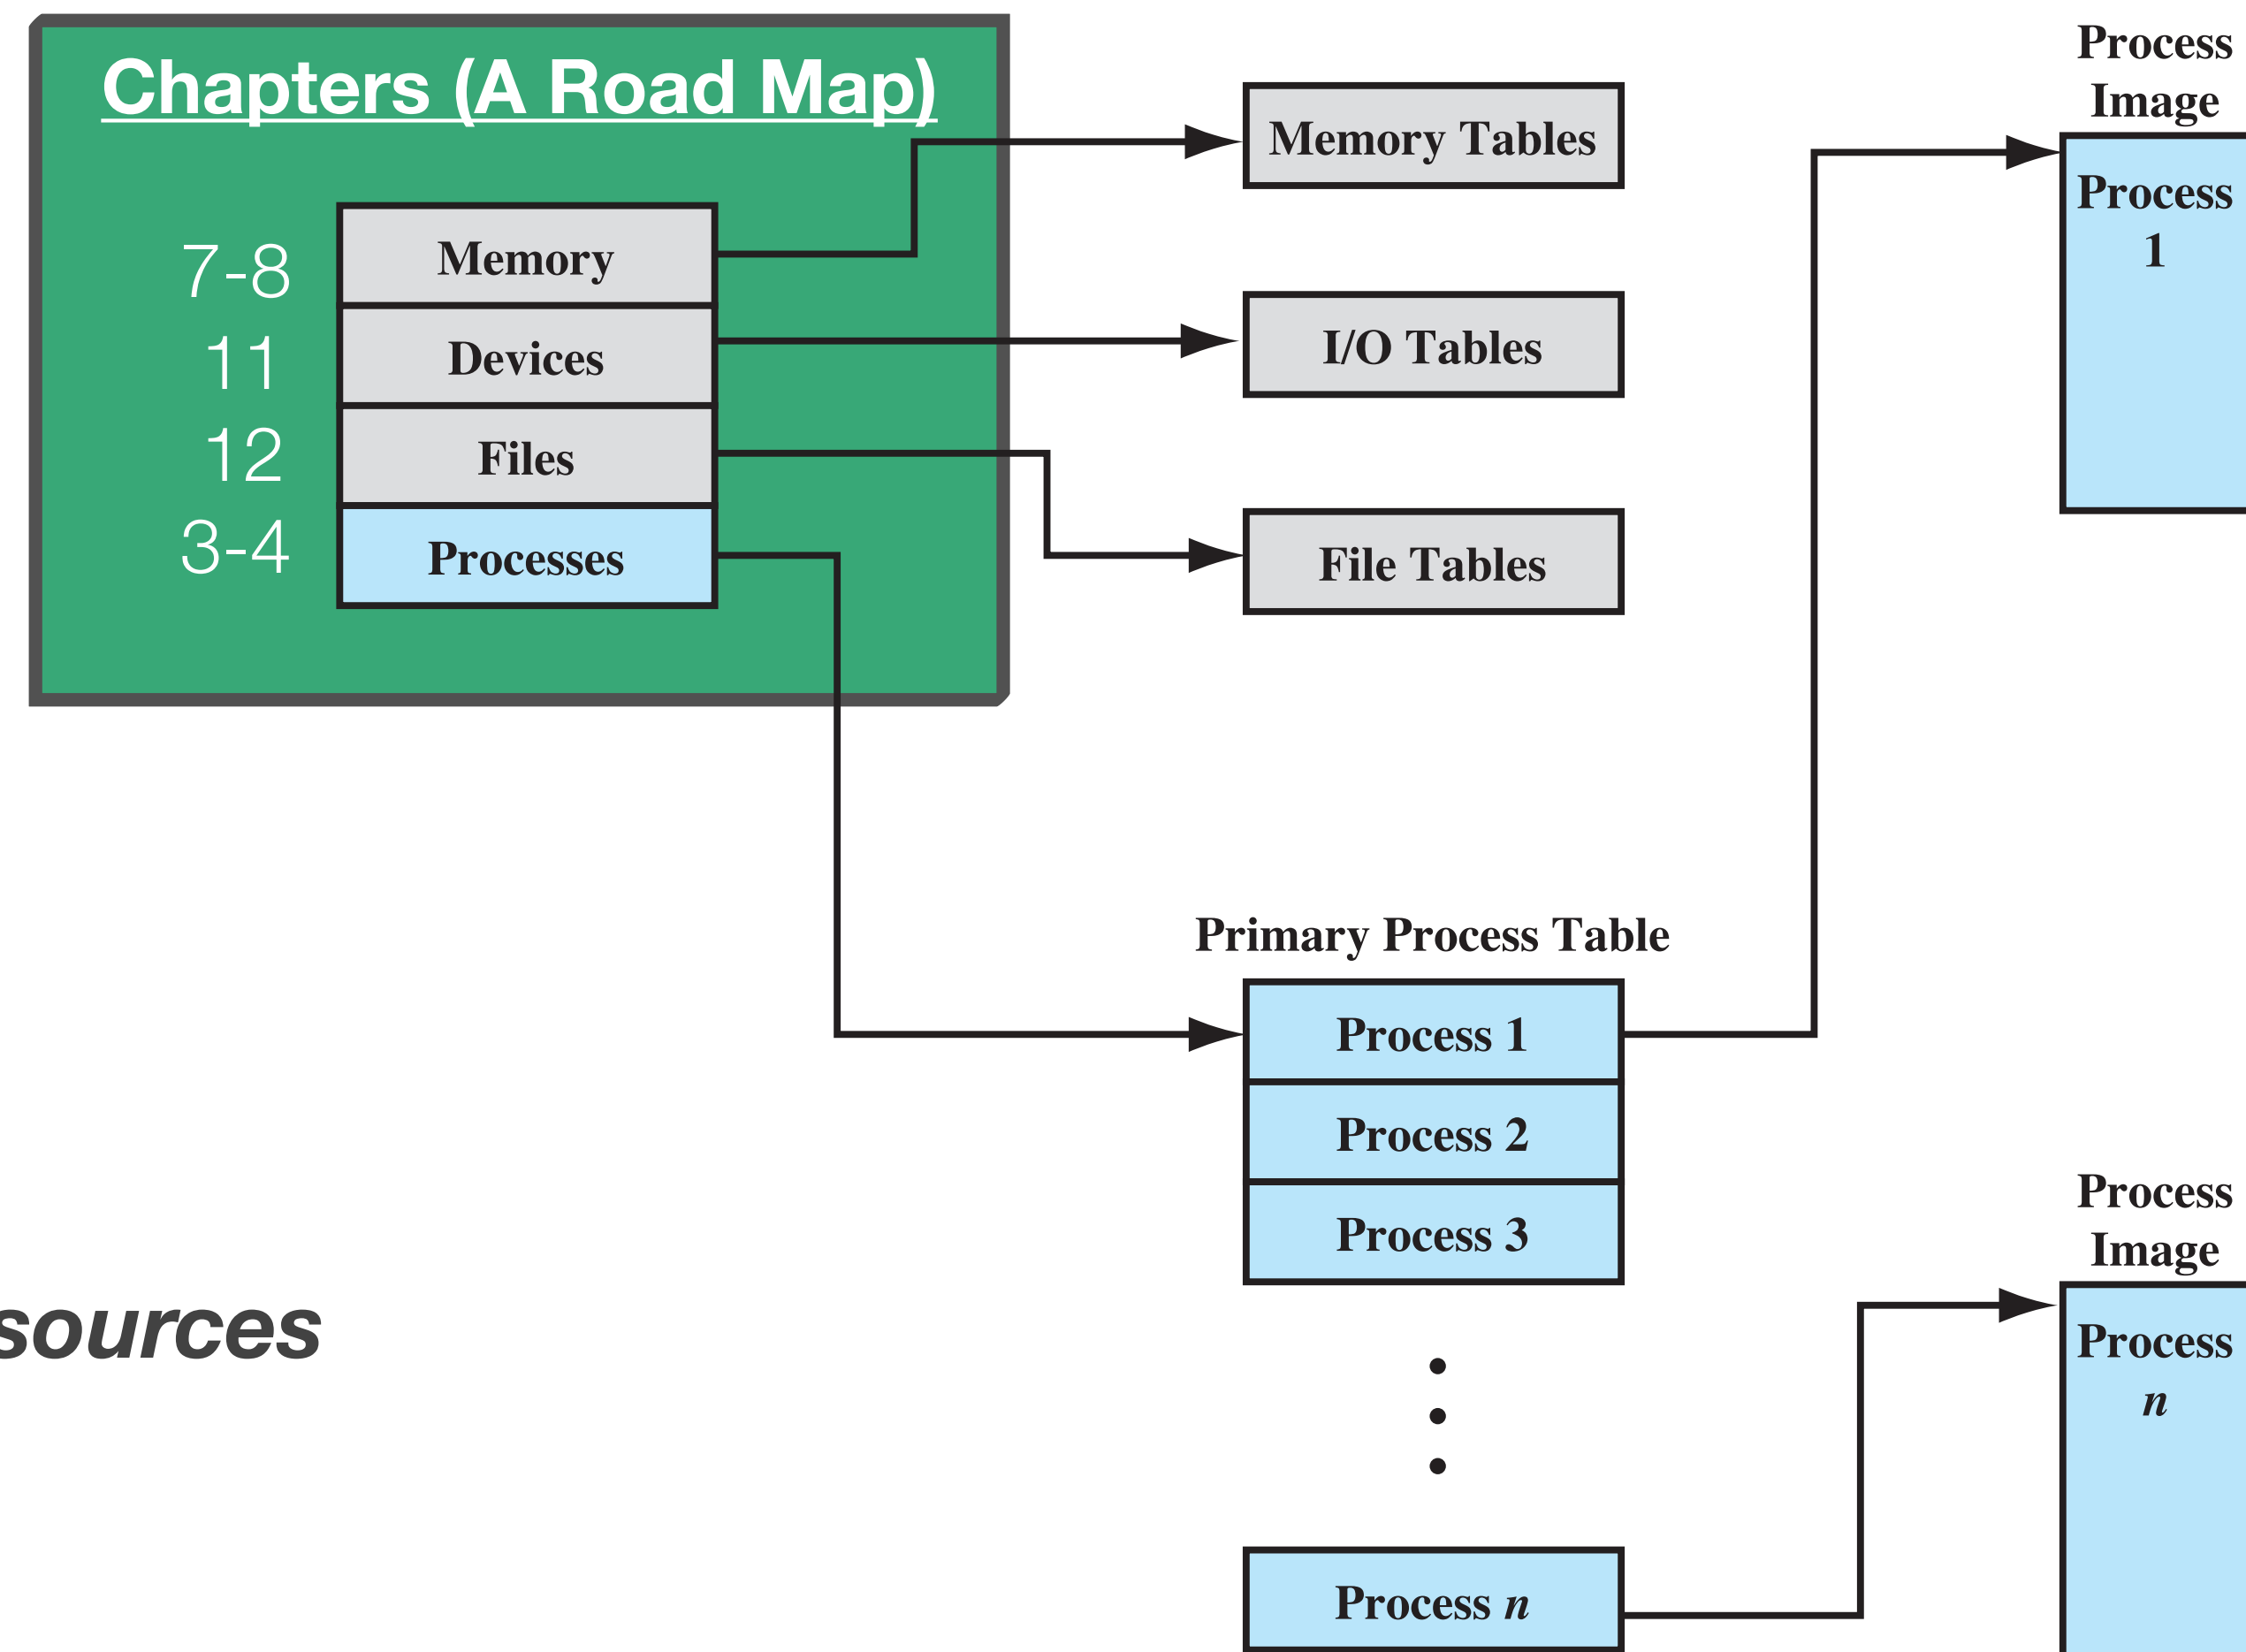 Chapters (A Road Map)
7-8
11
12
3-4
Memory
Devices
Files
Processes
Memory Tables
I/O Tables
File Tables
Primary Process Table
Process 1
Process 2
Process 3
Process n
Process
Image
Process
1
Process
Image
Process
n
sources